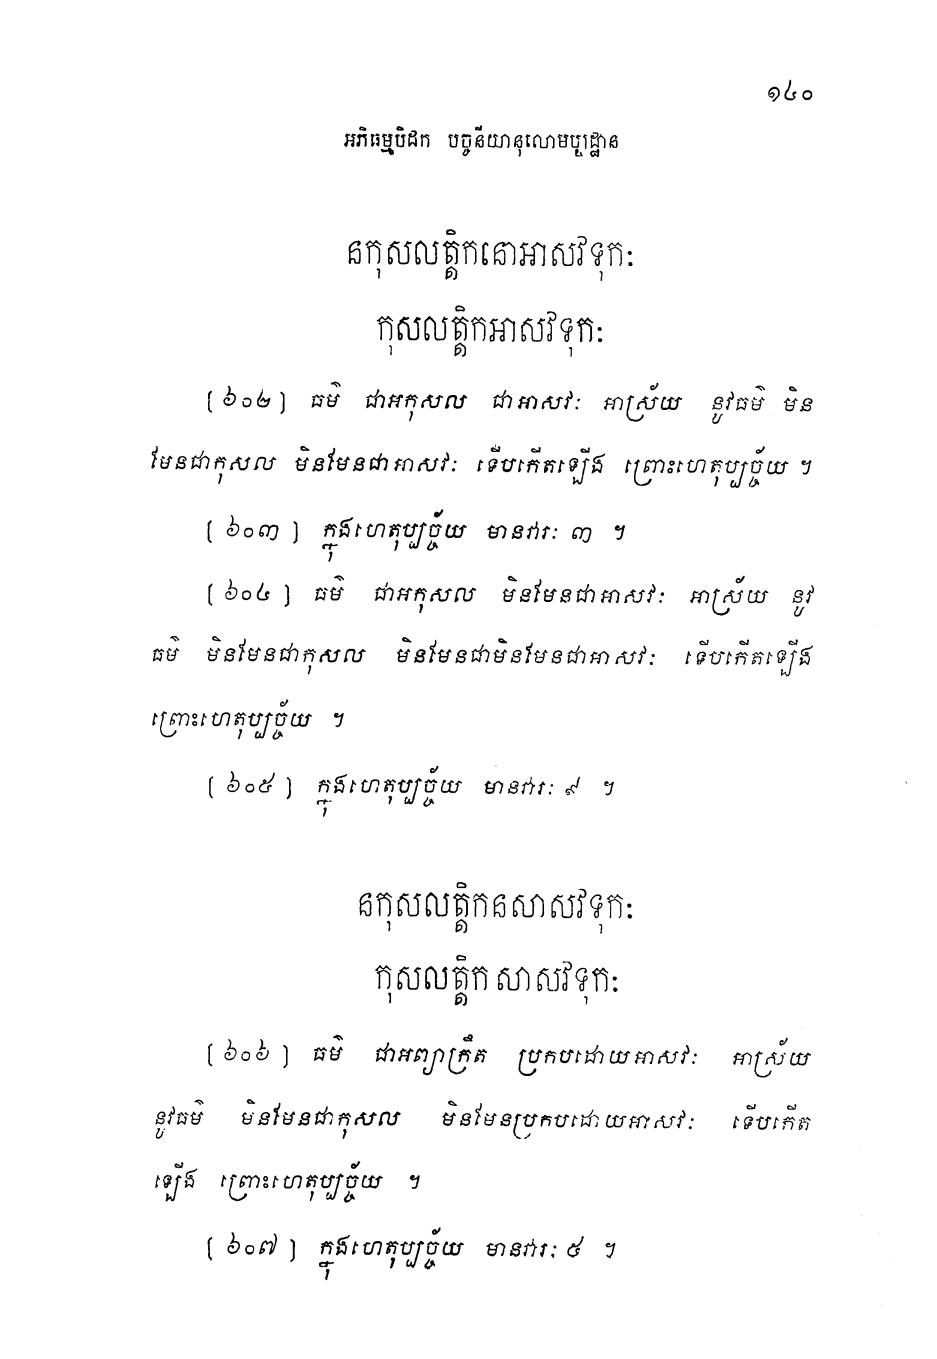 ១៤០
អភិធម្មបិដក បច្ចនីយានុលោមប្បដ្ឋាន
នកុសលត្តិកនោអាសវទុកៈ
កុសលត្តិកអាសវទុកៈ
[ ៦០២ ] ធម៌ ជាអកុសល ជាអាសវៈ អាស្រ័យ នូវធម៌ មិន
មែនជាកុសល មិនមែនជាអាសវៈ ទើបកើតឡើង ព្រោះហេតុប្បច្ច័យ ។
[ ៦០៣ ] ក្នុងហេតុប្បច្ច័យ មានវារៈ ៣ ។
[ ៦០៤ ] ធម៌ ជាអកុសល មិនមែនជាអាសវៈ អាស្រ័យ នូវ
ធម៌ មិនមែនជាកុសល មិនមែនជាមិនមែនជាអាសវៈ ទើបកើតឡើង
ព្រោះហេតុប្បច្ច័យ ។
[ ៦០៥ ] ក្នុងហេតុប្បច្ច័យ មានវារៈ ៩ ។
នកុសលត្តិកនសាសវទុកៈ
កុសលត្តិកសាសវទុកៈ
[ ៦០៦ ] ធម៌ ជាអព្យាក្រឹត ប្រកបដោយអាសវៈ អាស្រ័យ
នូវធម៌ មិនមែនជាកុសល មិនមែនប្រកបដោយអាសវៈ ទើបកើត
ឡើង ព្រោះហេតុប្បច្ច័យ ។
[ ៦០៧ ] ក្នុងហេតុប្បច្ច័យ មានវារៈ ៥ ។